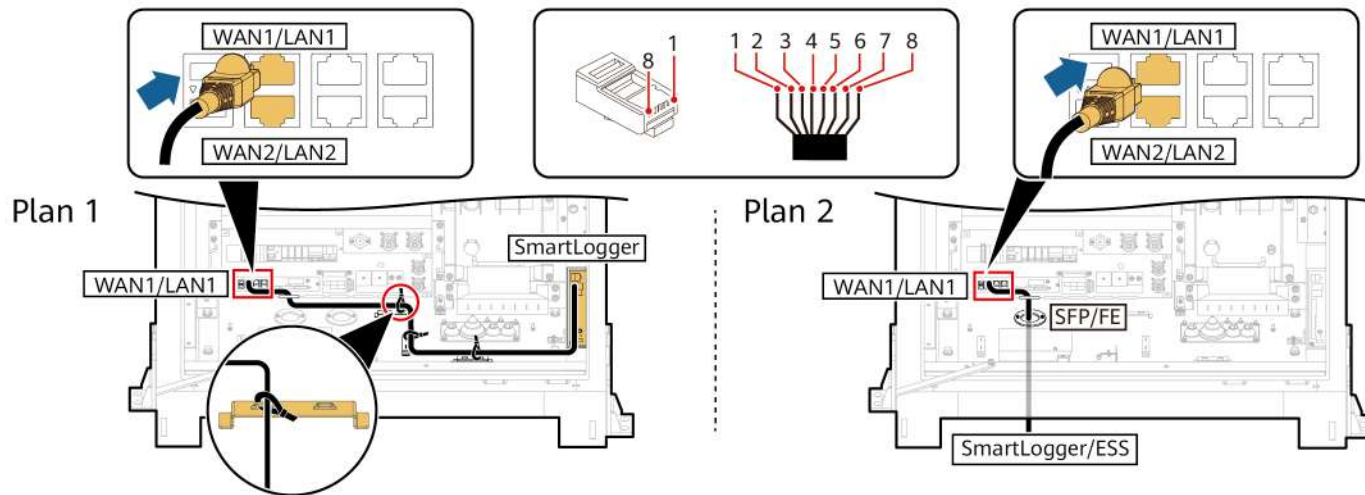 WAN1/LAN1
WAN2/LAN2
8 1
1 2 3 4 5 6 7 8
WAN1/LAN1
WAN2/LAN2
Plan 1
SmartLogger
WAN1/LAN1
Plan 2
WAN1/LAN1
SFP/FE
SmartLogger/ESS